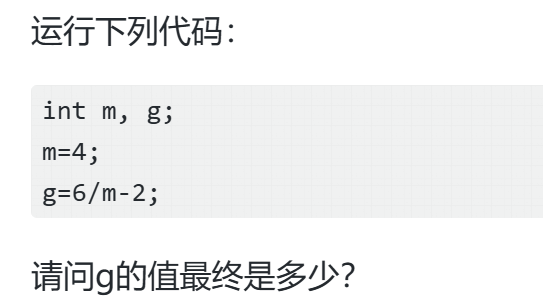 运行下列代码：
int m, g;
m=4;
g=6/m-2;
请问g的值最终是多少？